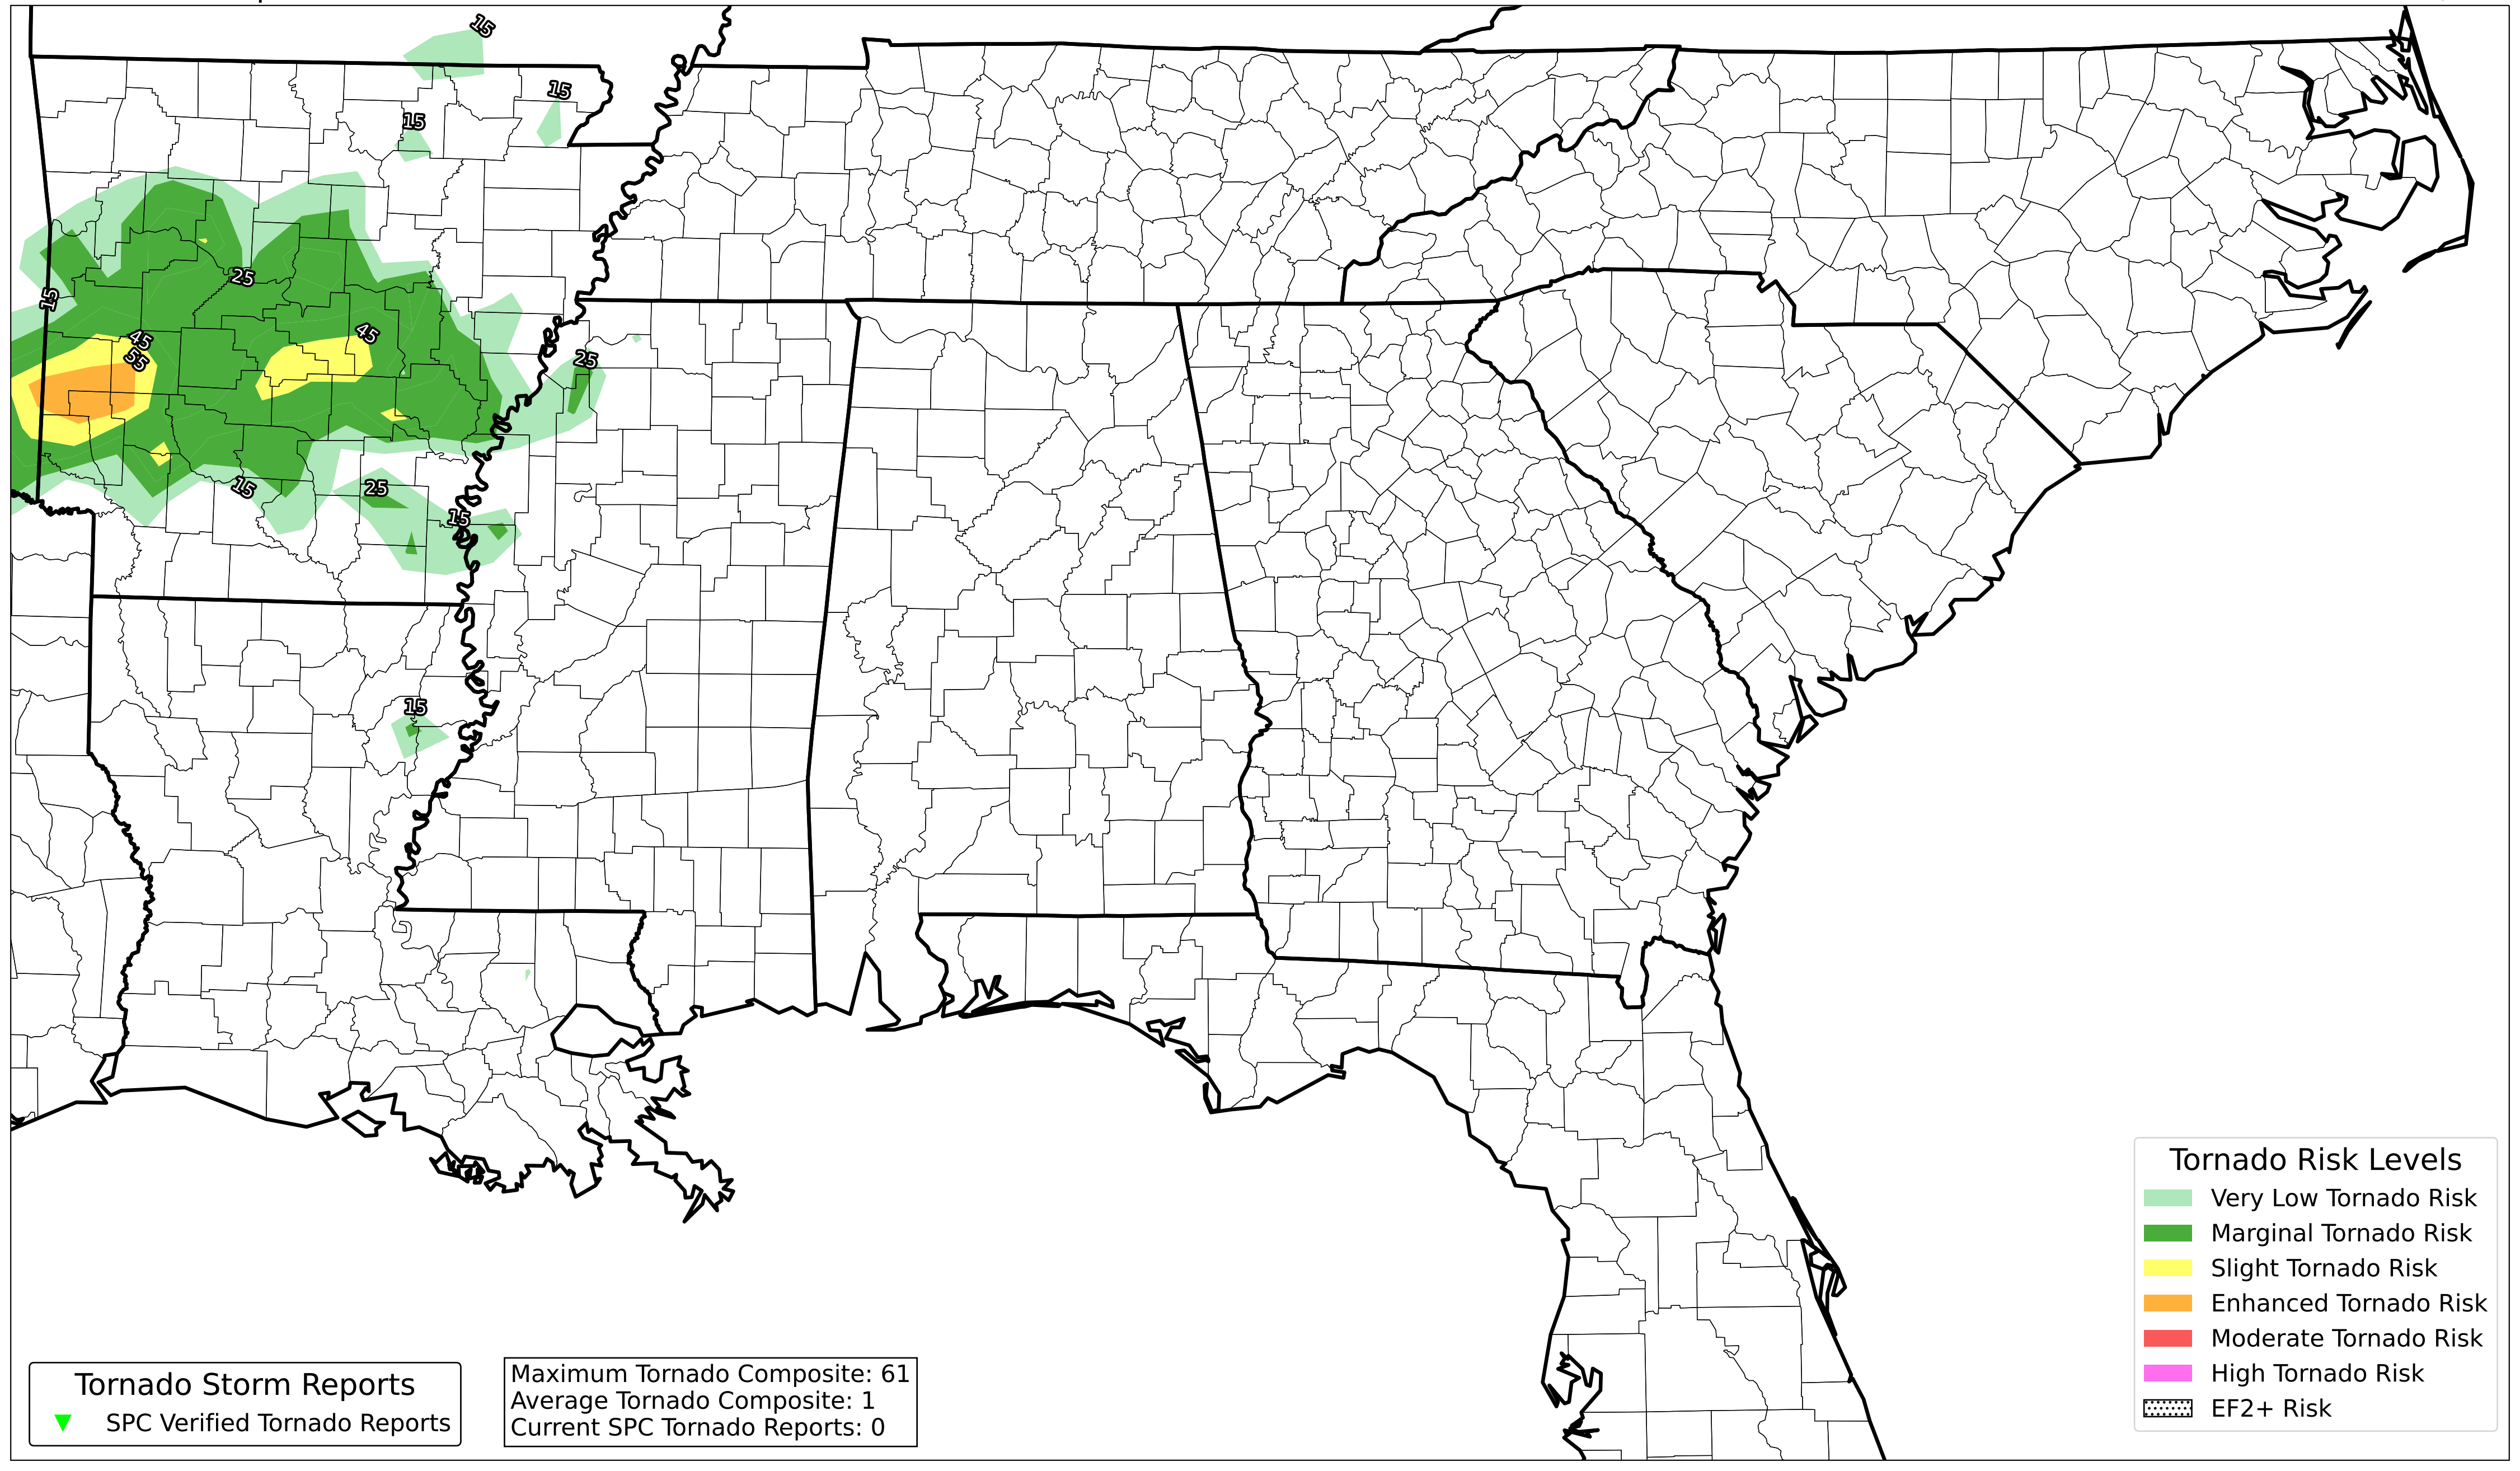 15
15
15
25
15
45
45
55
25
15
25
15
15
Tornado Risk Levels
Very Low Tornado Risk
Marginal Tornado Risk
Slight Tornado Risk
Enhanced Tornado Risk
Moderate Tornado Risk
High Tornado Risk
EF2+ Risk
Tornado Storm Reports
SPC Verified Tornado Reports
Maximum Tornado Composite: 61
Average Tornado Composite: 1
Current SPC Tornado Reports: 0